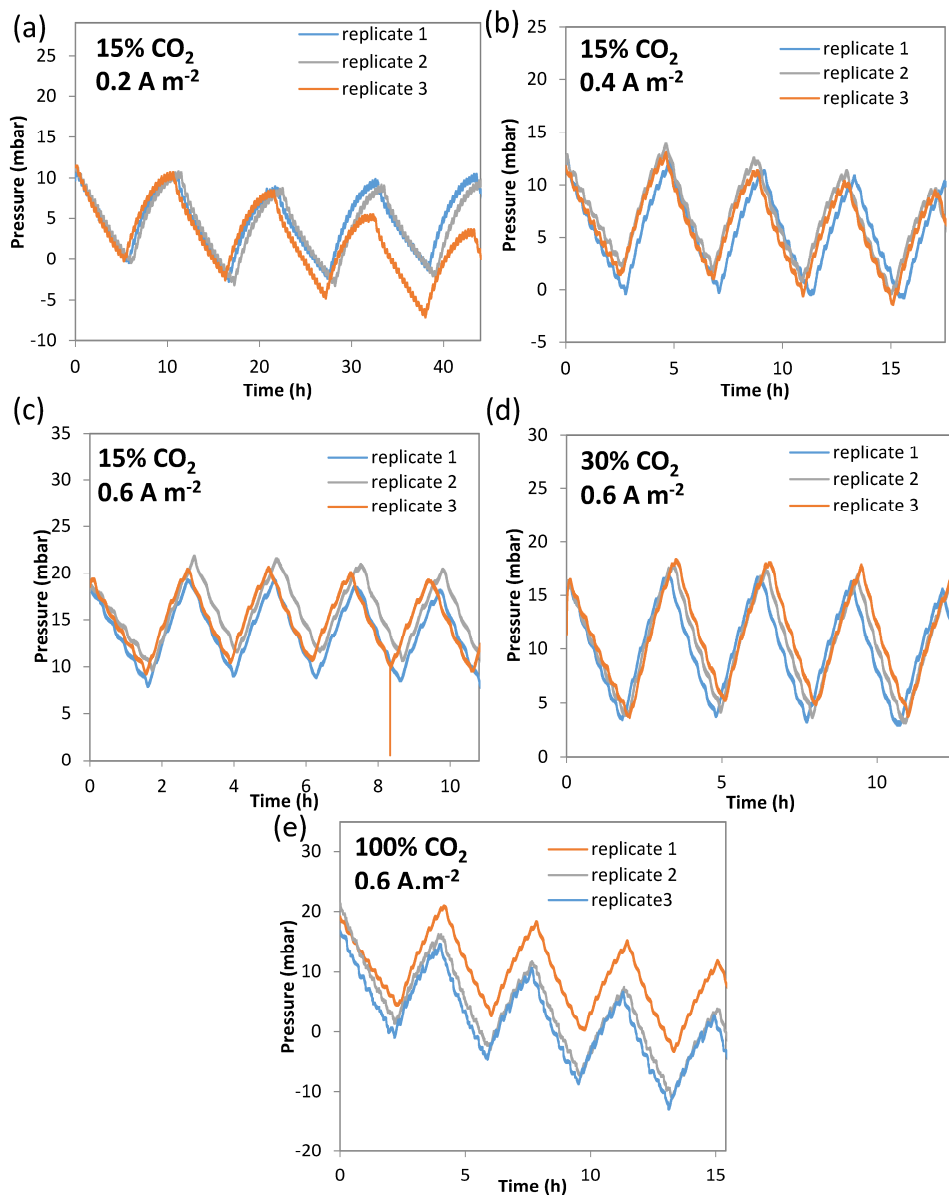 (a)
15% CO2
0.2 A m-2
replicate 1
replicate 2
replicate 3
Pressure (mbar)
25
20
15
10
5
0
-5
-10
0
10
20
30
40
Time (h)
(b)
15% CO2
0.4 A m-2
replicate 1
replicate 2
replicate 3
Pressure (mbar)
25
20
15
10
5
0
-5
0
5
10
15
Time (h)
(c)
15% CO2
0.6 A m-2
replicate 1
replicate 2
replicate 3
Pressure (mbar)
35
30
25
20
15
10
5
0
0
2
4
6
8
10
Time (h)
(d)
30% CO2
0.6 A m-2
replicate 1
replicate 2
replicate 3
Pressure (mbar)
30
25
20
15
10
5
0
0
5
10
Time (h)
(e)
100% CO2
0.6 A.m-2
replicate 1
replicate 2
replicate3
Pressure (mbar)
30
20
10
0
-10
-20
0
5
10
15
Time (h)